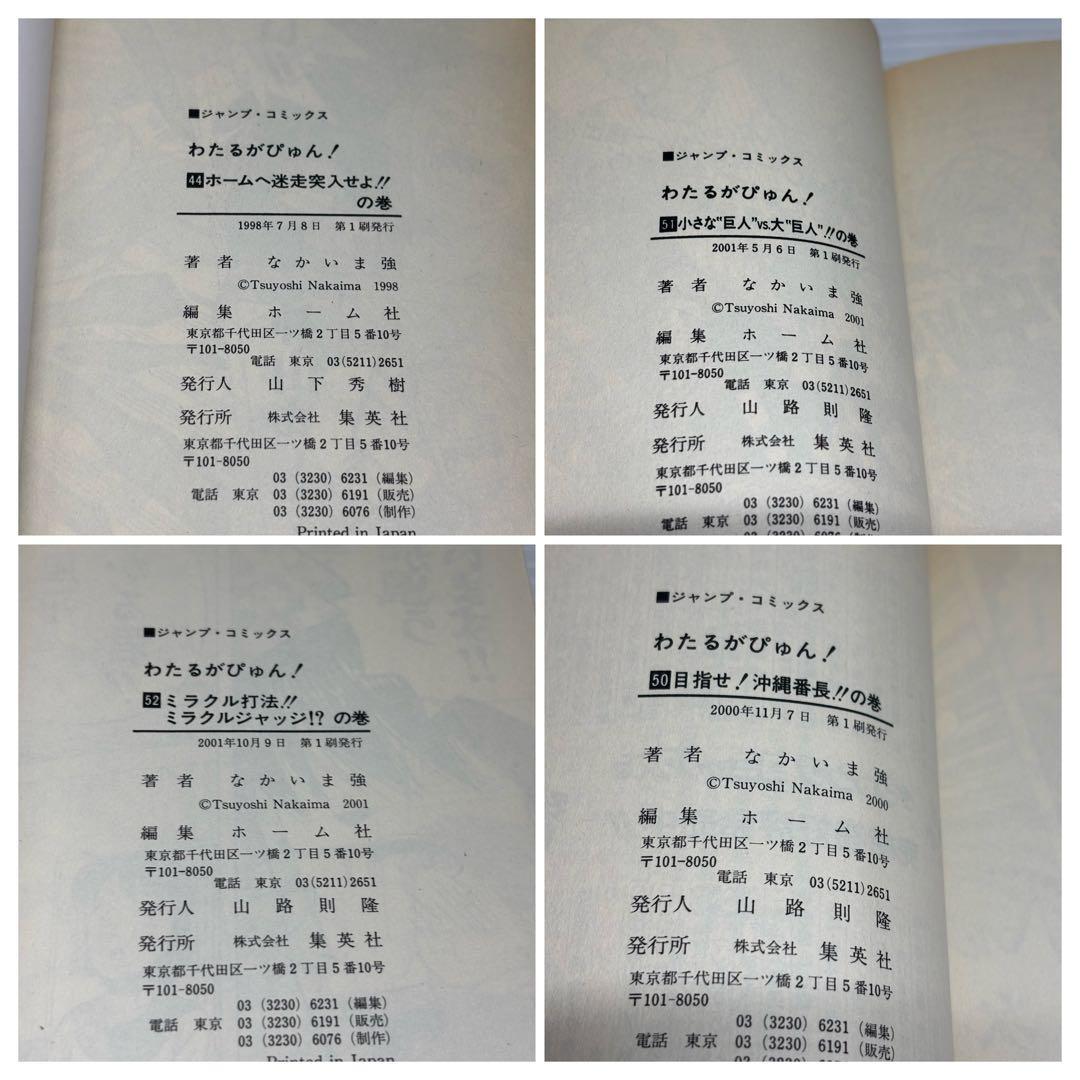 ■ジャンプ・コミックス
わたるがぴゅん！
44ホームへ迷走突入せよ!!
の巻
1998年7月8日 第1刷発行
著者 なかいま強
©Tsuyoshi Nakaima 1998
編集 ホーム社
東京都千代田区一ツ橋2丁目5番10号
〒101-8050
電話 東京 03(5211)2651
発行人 山下秀樹
発行所 株式会社 集英社
東京都千代田区一ツ橋2丁目5番10号
〒101-8050
03 (3230) 6231 (編集)
電話 東京 03 (3230) 6191 (販売)
03 (3230) 6076 (制作)
Printed in Japan
■ジャンプ・コミックス
わたるがぴゅん！
51小さな“巨人”vs.大“巨人”!!の巻
2001年5月6日 第1刷発行
著者 なかいま強
©Tsuyoshi Nakaima 2001
編集 ホーム社
東京都千代田区一ツ橋2丁目5番10号
〒101-8050
電話 東京 03(5211)2651
発行人 山路則隆
発行所 株式会社 集英社
東京都千代田区一ツ橋2丁目5番10号
〒101-8050
03 (3230) 6231 (編集)
電話 東京 03 (3230) 6191 (販売)
03 (3230) 6076 (制作)
■ジャンプ・コミックス
わたるがぴゅん！
52ミラクル打法!!
ミラクルジャッジ!? の巻
2001年10月9日 第1刷発行
著者 なかいま強
©Tsuyoshi Nakaima 2001
編集 ホーム社
東京都千代田区一ツ橋2丁目5番10号
〒101-8050
電話 東京 03(5211)2651
発行人 山路則隆
発行所 株式会社 集英社
東京都千代田区一ツ橋2丁目5番10号
〒101-8050
03 (3230) 6231 (編集)
電話 東京 03 (3230) 6191 (販売)
03 (3230) 6076 (制作)
Printed in Japan
■ジャンプ・コミックス
わたるがぴゅん！
50目指せ！沖縄番長!!の巻
2000年11月7日 第1刷発行
著者 なかいま強
©Tsuyoshi Nakaima 2000
編集 ホーム社
東京都千代田区一ツ橋2丁目5番10号
〒101-8050
電話 東京 03(5211)2651
発行人 山路則隆
発行所 株式会社 集英社
東京都千代田区一ツ橋2丁目5番10号
〒101-8050
03 (3230) 6231 (編集)
電話 東京 03 (3230) 6191 (販売)